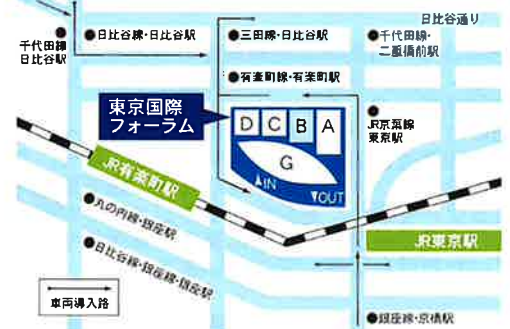 日比谷通り
千代田線・
日比谷駅
日比谷線・日比谷駅
三田線・日比谷駅
千代田線・
二重橋前駅
有楽町線・有楽町駅
東京国際
フォーラム
D
C
B
A
G
IN
OUT
JR京葉線
東京駅
JR有楽町駅
丸の内線・銀座駅
日比谷線・銀座線・銀座駅
JR東京駅
車両導入路
銀座線・京橋駅